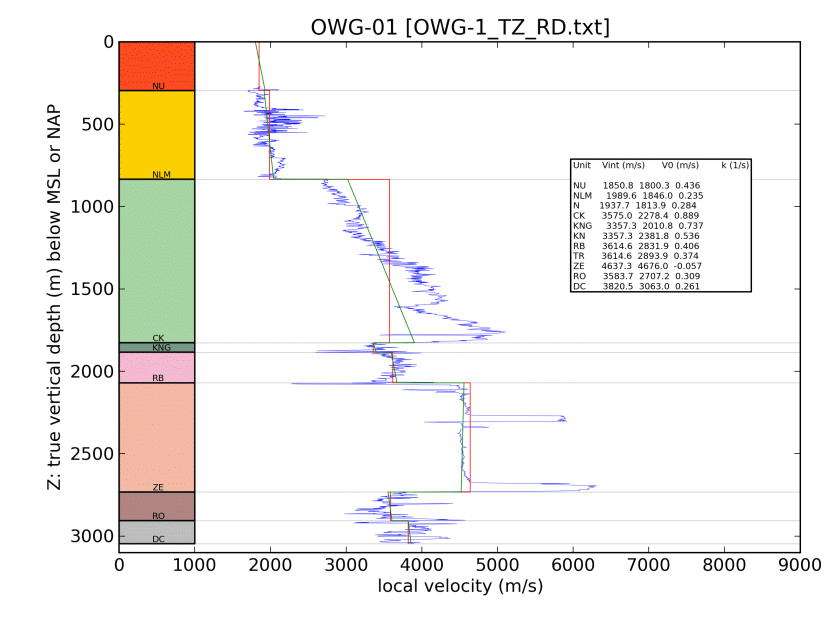 OWG-01 [OWG-1_TZ_RD.txt]
0
500
1000
1500
2000
2500
3000
Z: true vertical depth (m) below MSL or NAP
NU
NLM
CK
KNG
RB
ZE
RO
DC
Unit Vint (m/s) V0 (m/s) k (1/s)
NU 1850.8 1800.3 0.436
NLM 1989.6 1846.0 0.235
N 1937.7 1813.9 0.284
CK 3575.0 2278.4 0.889
KNG 3357.3 2010.8 0.737
KN 3357.3 2381.8 0.536
RB 3614.6 2831.9 0.406
TR 3614.6 2893.9 0.374
ZE 4637.3 4676.0 -0.057
RO 3583.7 2707.2 0.309
DC 3820.5 3063.0 0.261
0 1000 2000 3000 4000 5000 6000 7000 8000 9000
local velocity (m/s)